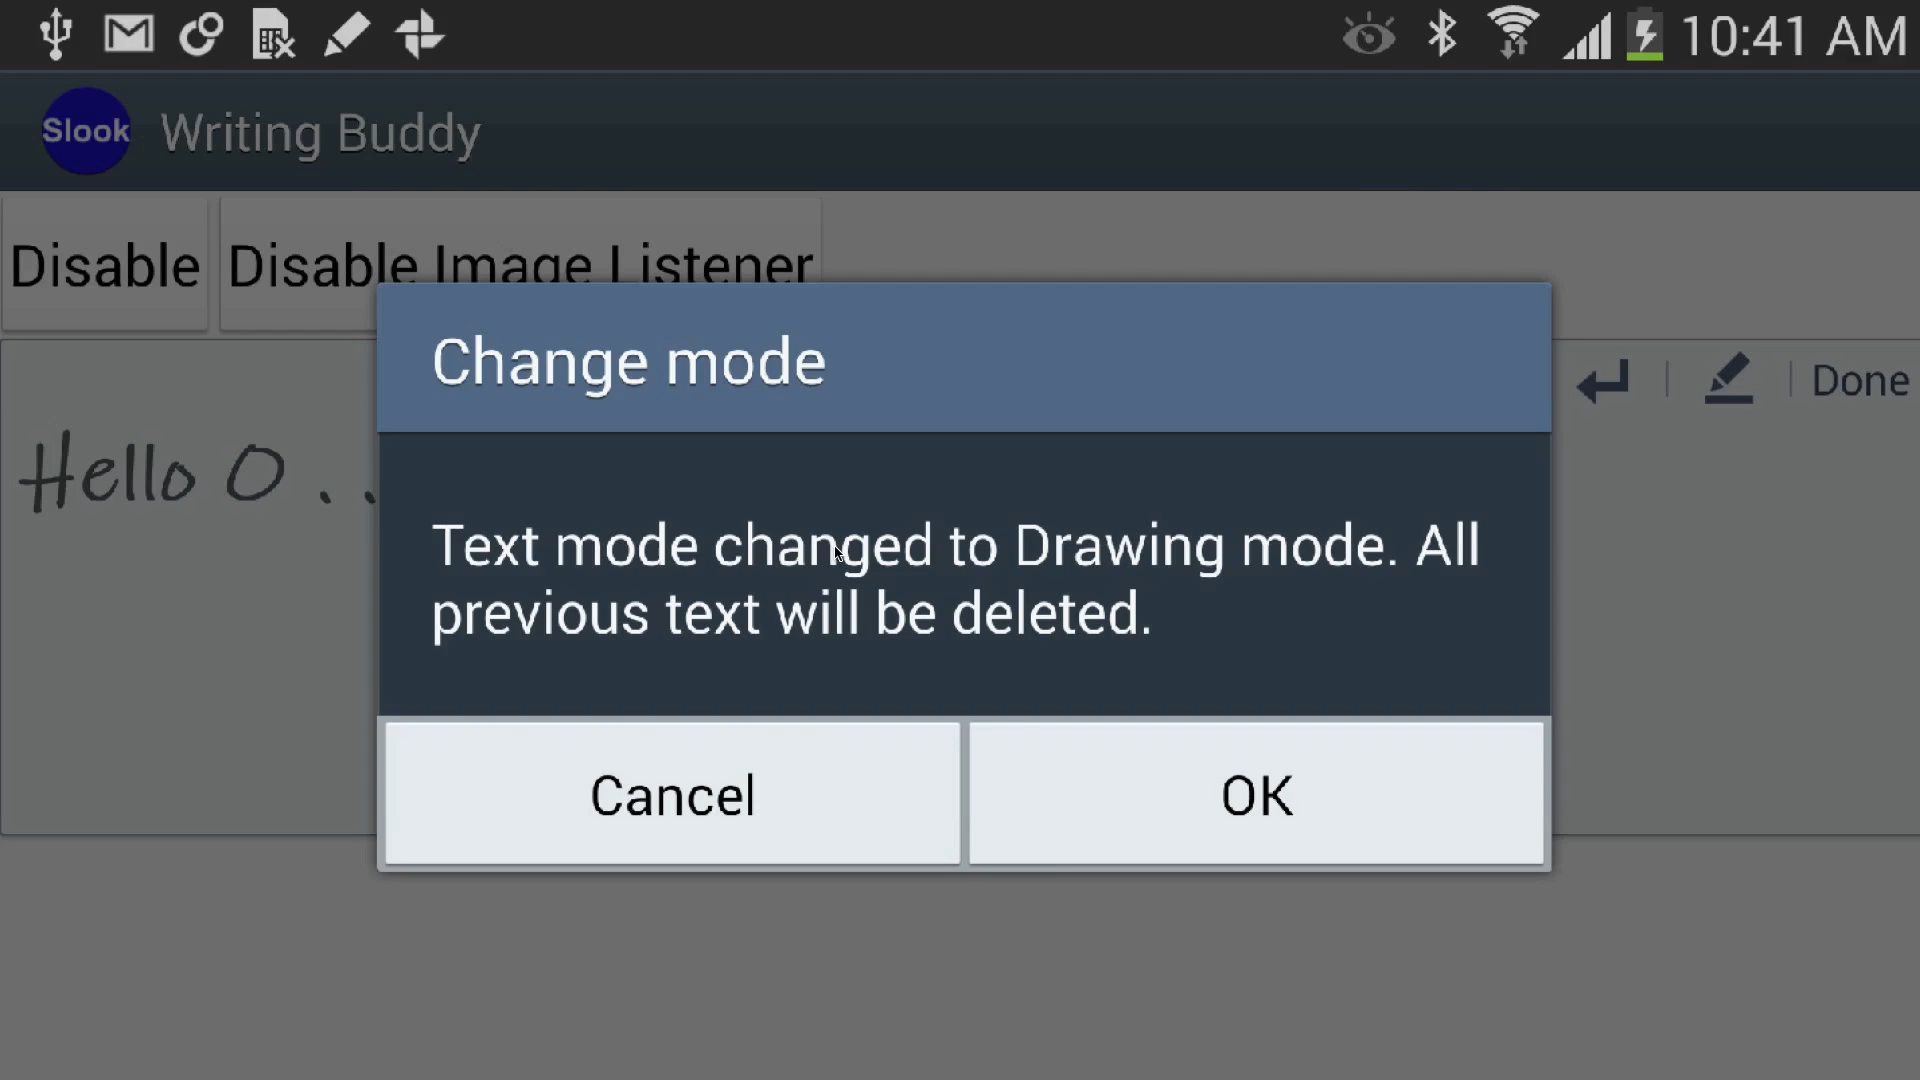 10:41 AM
Slook Writing Buddy
Disable Disable Image Listener
Change mode
Done
Hello O . .
Text mode changed to Drawing mode. All
previous text will be deleted.
Cancel OK